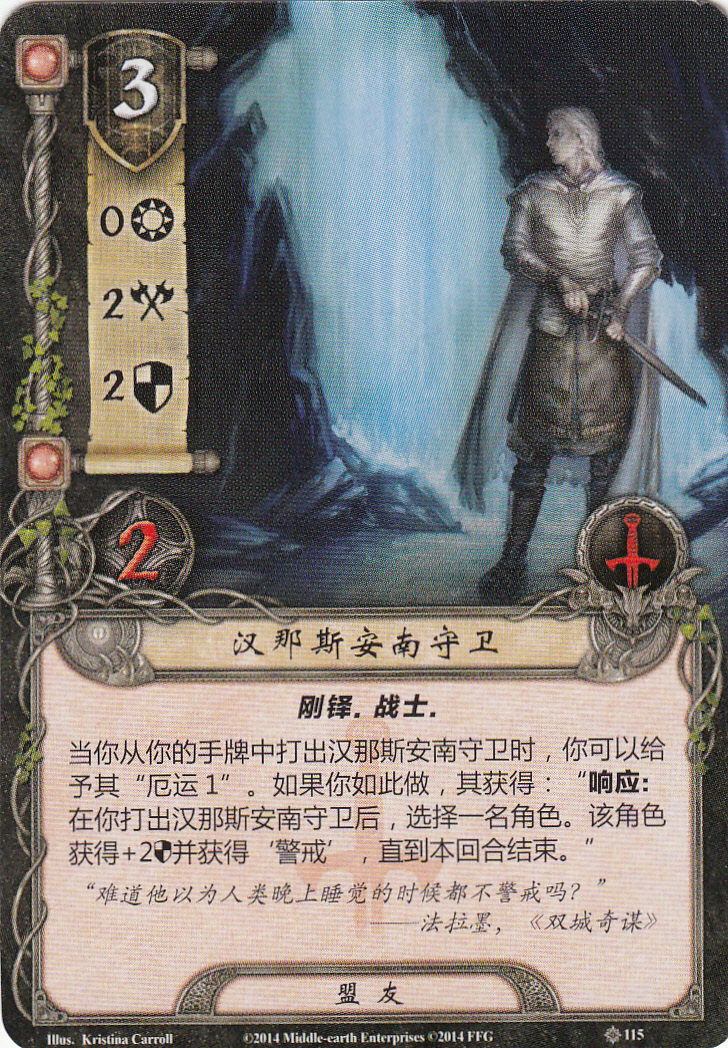 3
0
2
2
2
汉那斯安南守卫
刚铎. 战士.
当你从你的手牌中打出汉那斯安南守卫时，你可以给
予其“厄运1”。如果你如此做，其获得：“响应:
在你打出汉那斯安南守卫后，选择一名角色。该角色
获得+2并获得‘警戒’，直到本回合结束。”
“难道他以为人类晚上睡觉的时候都不警戒吗？”
——法拉墨，《双城奇谋》
盟友
Illus. Kristina Carroll ©2014 Middle-earth Enterprises ©2014 FFG 115